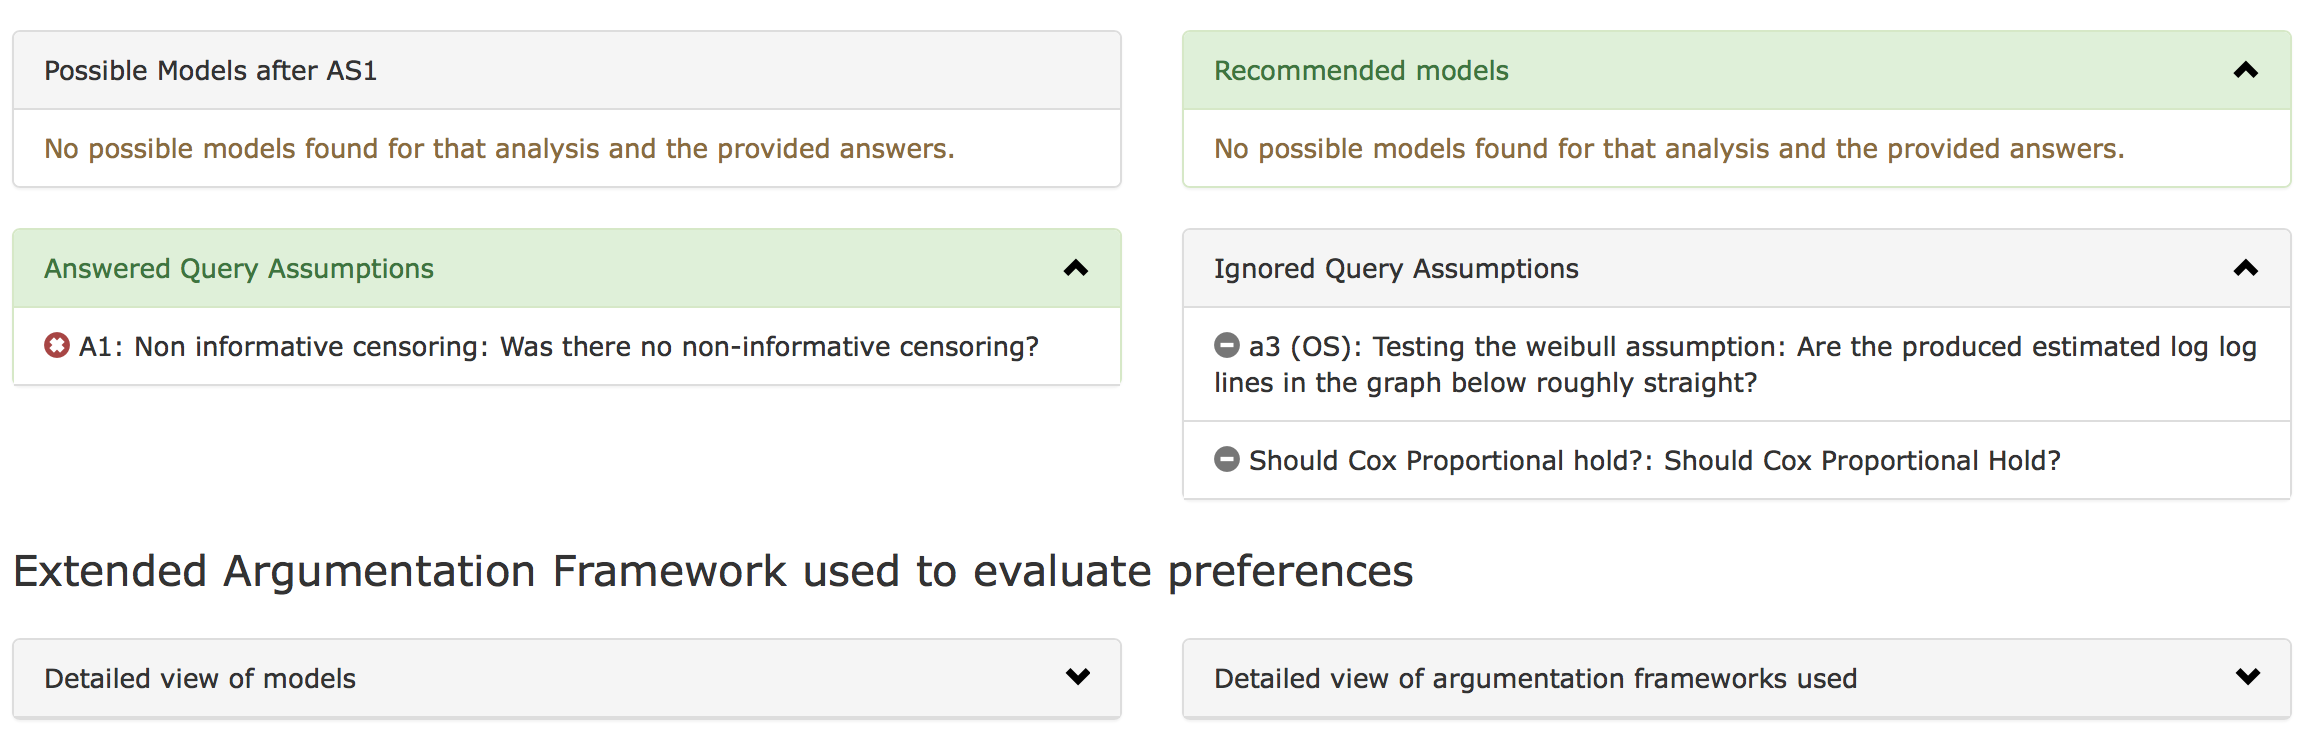 Possible Models after AS1
No possible models found for that analysis and the provided answers.
Recommended models
No possible models found for that analysis and the provided answers.
Answered Query Assumptions
A1: Non informative censoring: Was there no non-informative censoring?
Ignored Query Assumptions
a3 (OS): Testing the weibull assumption: Are the produced estimated log log
lines in the graph below roughly straight?
Should Cox Proportional hold?: Should Cox Proportional Hold?
Extended Argumentation Framework used to evaluate preferences
Detailed view of models
Detailed view of argumentation frameworks used